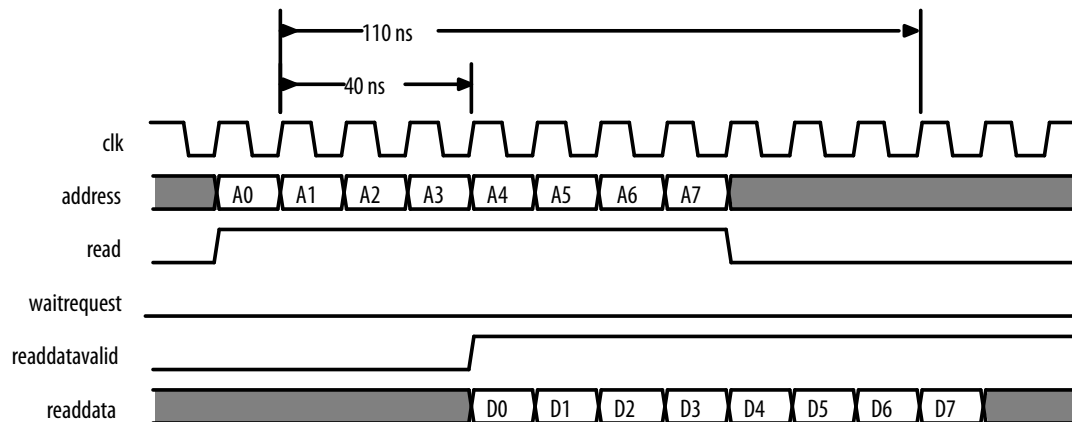 110 ns
40 ns
clk
address A0 A1 A2 A3 A4 A5 A6 A7
read
waitrequest
readdatavalid
readdata D0 D1 D2 D3 D4 D5 D6 D7